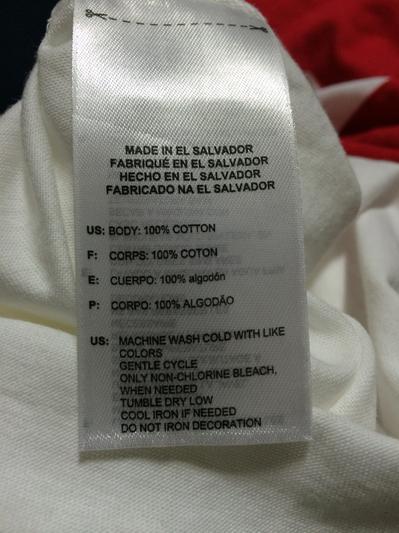 MADE IN EL SALVADOR
FABRIQUÉ EN EL SALVADOR
HECHO EN EL SALVADOR
FABRICADO NA EL SALVADOR
US: BODY: 100% COTTON
F: CORPS: 100% COTON
E: CUERPO: 100% algodón
P: CORPO: 100% ALGODÃO
US: MACHINE WASH COLD WITH LIKE
COLORS
GENTLE CYCLE
ONLY NON-CHLORINE BLEACH,
WHEN NEEDED
TUMBLE DRY LOW
COOL IRON IF NEEDED
DO NOT IRON DECORATION